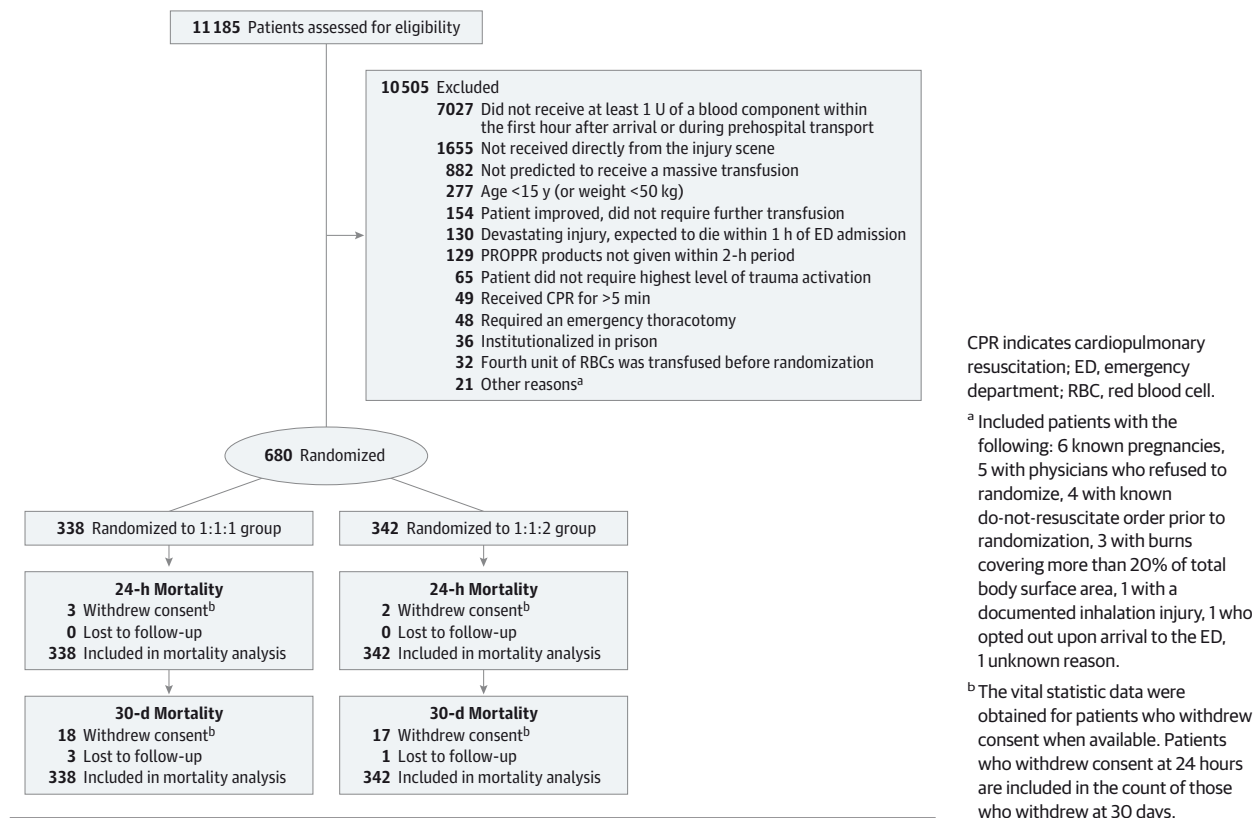 11 185 Patients assessed for eligibility
10 505 Excluded
7027 Did not receive at least 1 U of a blood component within
the first hour after arrival or during prehospital transport
1655 Not received directly from the injury scene
882 Not predicted to receive a massive transfusion
277 Age <15 y (or weight <50 kg)
154 Patient improved, did not require further transfusion
130 Devastating injury, expected to die within 1 h of ED admission
129 PROPPR products not given within 2-h period
65 Patient did not require highest level of trauma activation
49 Received CPR for >5 min
48 Required an emergency thoracotomy
36 Institutionalized in prison
32 Fourth unit of RBCs was transfused before randomization
21 Other reasonsᵃ
680 Randomized
338 Randomized to 1:1:1 group
342 Randomized to 1:1:2 group
24-h Mortality
3 Withdrew consentᵇ
0 Lost to follow-up
338 Included in mortality analysis
24-h Mortality
2 Withdrew consentᵇ
0 Lost to follow-up
342 Included in mortality analysis
30-d Mortality
18 Withdrew consentᵇ
3 Lost to follow-up
338 Included in mortality analysis
30-d Mortality
17 Withdrew consentᵇ
1 Lost to follow-up
342 Included in mortality analysis
CPR indicates cardiopulmonary
resuscitation; ED, emergency
department; RBC, red blood cell.
ᵃ Included patients with the
following: 6 known pregnancies,
5 with physicians who refused to
randomize, 4 with known
do-not-resuscitate order prior to
randomization, 3 with burns
covering more than 20% of total
body surface area, 1 with a
documented inhalation injury, 1 who
opted out upon arrival to the ED,
1 unknown reason.
ᵇ The vital statistic data were
obtained for patients who withdrew
consent when available. Patients
who withdrew consent at 24 hours
are included in the count of those
who withdrew at 30 days.